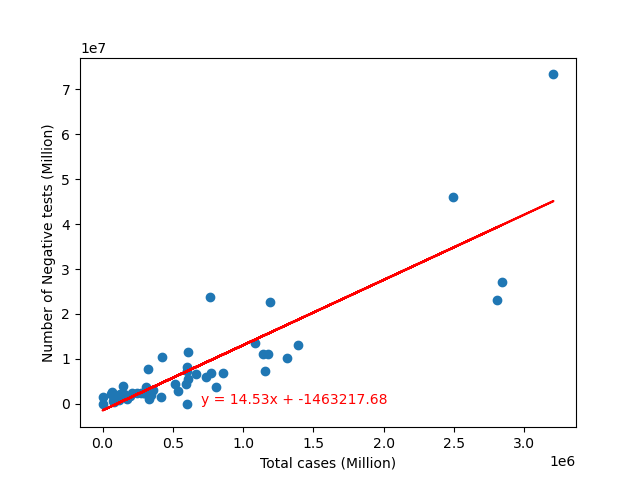 1e7
Number of Negative tests (Million)
7
6
5
4
3
2
1
0
y = 14.53x + -1463217.68
0.0 0.5 1.0 1.5 2.0 2.5 3.0
Total cases (Million)
1e6